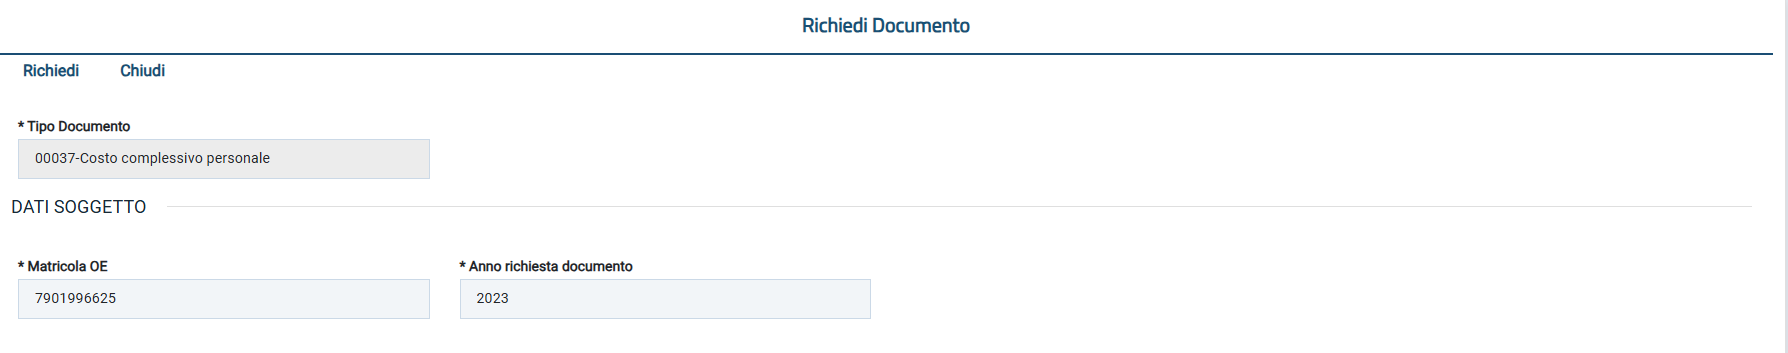 Richiedi Documento
Richiedi Chiudi
* Tipo Documento
00037-Costo complessivo personale
DATI SOGGETTO
* Matricola OE * Anno richiesta documento
7901996625 2023